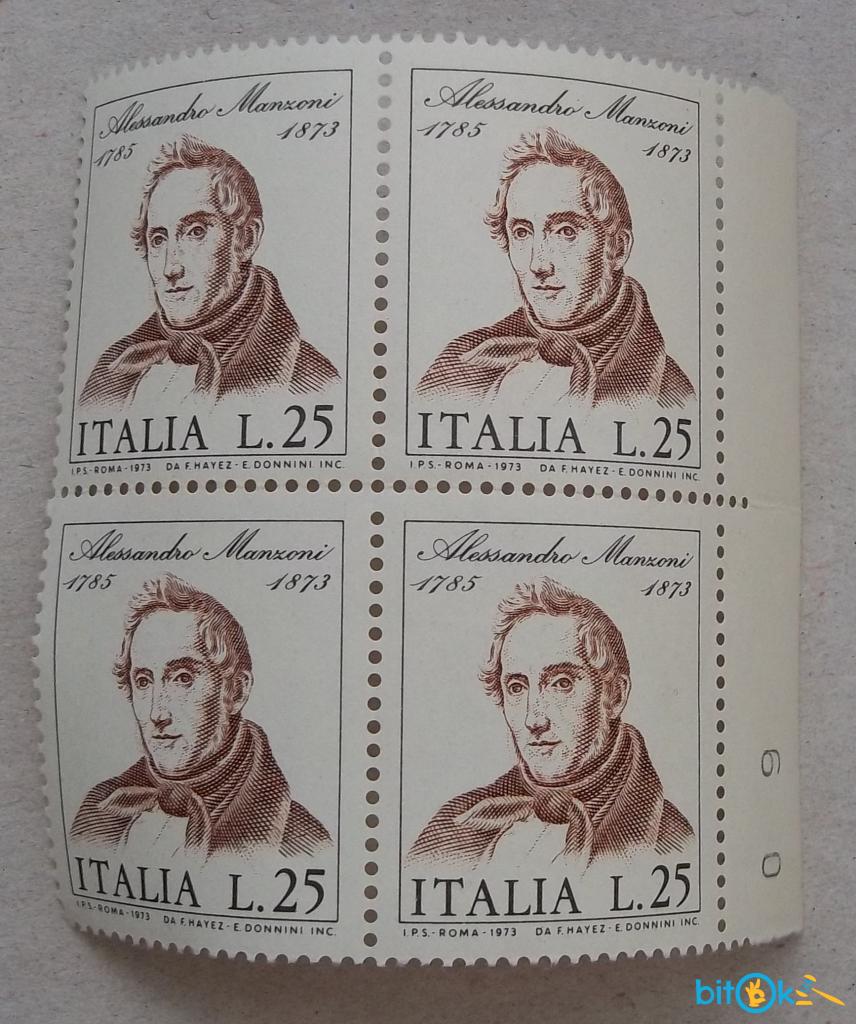 Alessandro Manzoni
1785 1873
ITALIA L.25
I.P.S.-ROMA-1973 DA F. HAYEZ - E. DONNINI INC.
Alessandro Manzoni
1785 1873
ITALIA L.25
I.P.S.-ROMA-1973 DA F. HAYEZ - E. DONNINI INC.
Alessandro Manzoni
1785 1873
ITALIA L.25
I.P.S.-ROMA-1973 DA F. HAYEZ - E. DONNINI INC.
Alessandro Manzoni
1785 1873
ITALIA L.25
I.P.S.-ROMA-1973 DA F. HAYEZ - E. DONNINI INC.